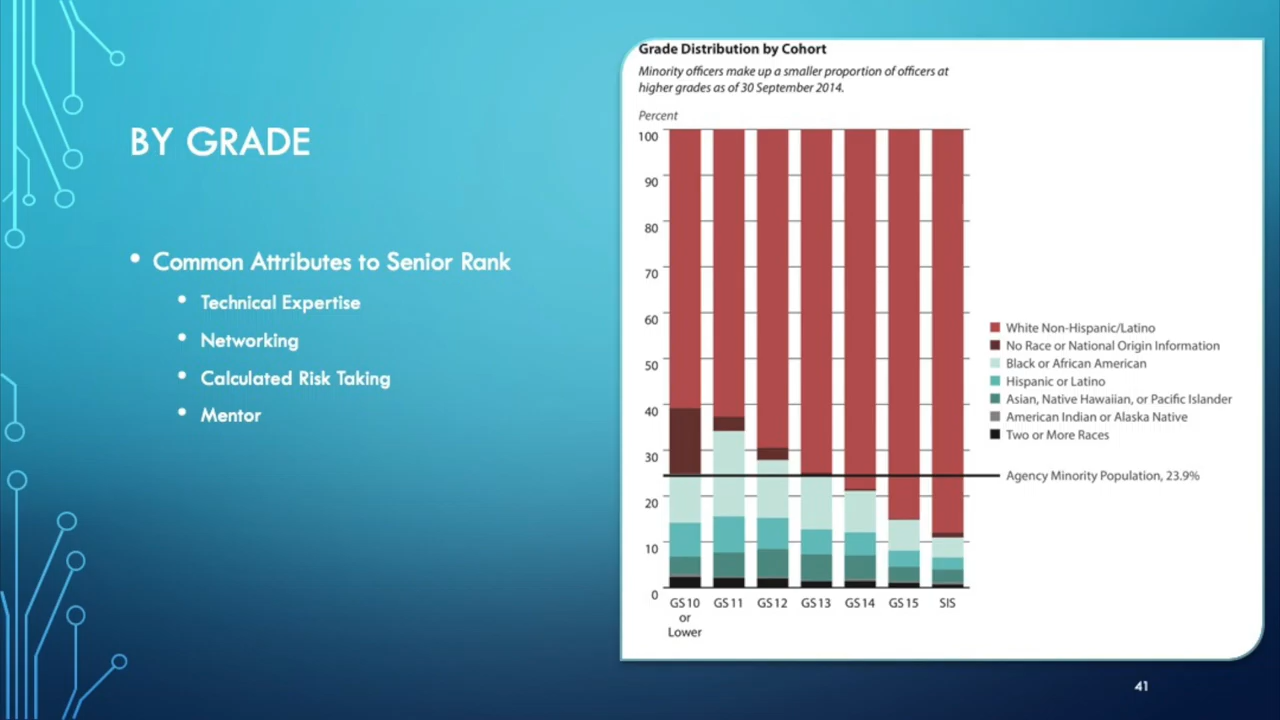 BY GRADE
• Common Attributes to Senior Rank
• Technical Expertise
• Networking
• Calculated Risk Taking
• Mentor
Grade Distribution by Cohort
Minority officers make up a smaller proportion of officers at
higher grades as of 30 September 2014.
Percent
100
90
80
70
60
50
40
30
20
10
0
GS10 or Lower
GS11
GS12
GS13
GS14
GS15
SIS
White Non-Hispanic/Latino
No Race or National Origin Information
Black or African American
Hispanic or Latino
Asian, Native Hawaiian, or Pacific Islander
American Indian or Alaska Native
Two or More Races
Agency Minority Population, 23.9%
41